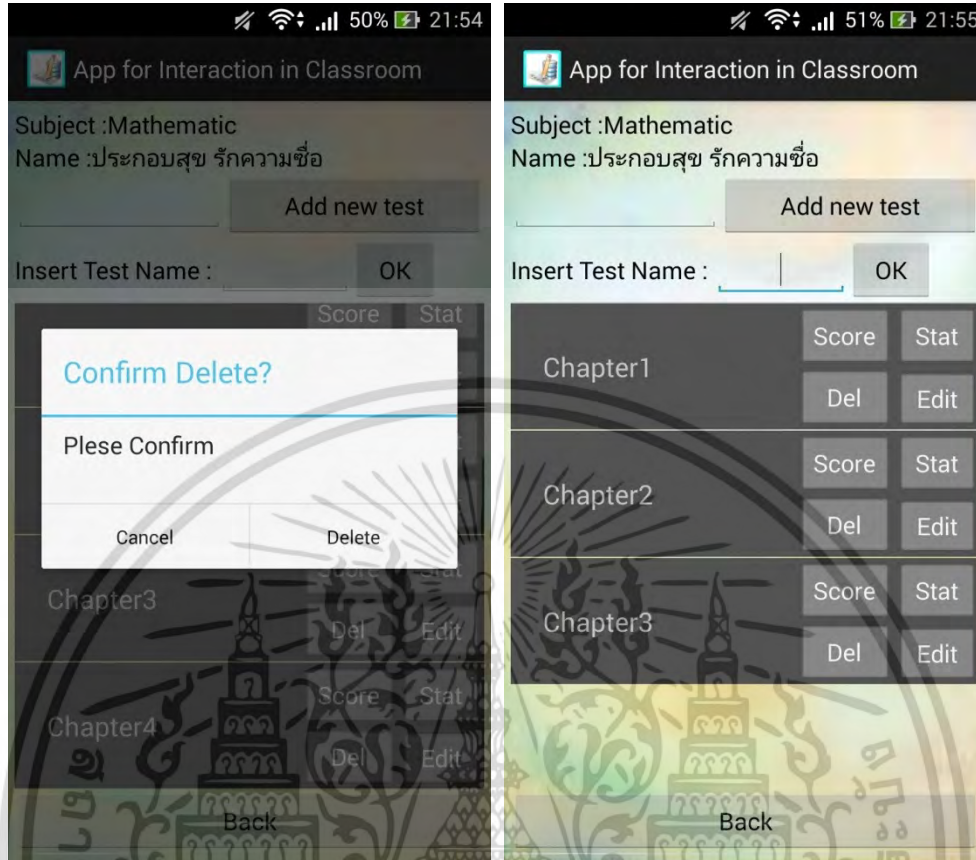 50% 21:54
App for Interaction in Classroom
Subject :Mathematic
Name :ประกอบสุข รักความซื่อ
Add new test
Insert Test Name :
OK
Score Stat
Confirm Delete?
Plese Confirm
Cancel Delete
Score Stat
Chapter3
Del Edit
Score Stat
Chapter4
Del Edit
Back
51% 21:55
App for Interaction in Classroom
Subject :Mathematic
Name :ประกอบสุข รักความซื่อ
Add new test
Insert Test Name :
OK
Score Stat
Chapter1
Del Edit
Score Stat
Chapter2
Del Edit
Score Stat
Chapter3
Del Edit
Back